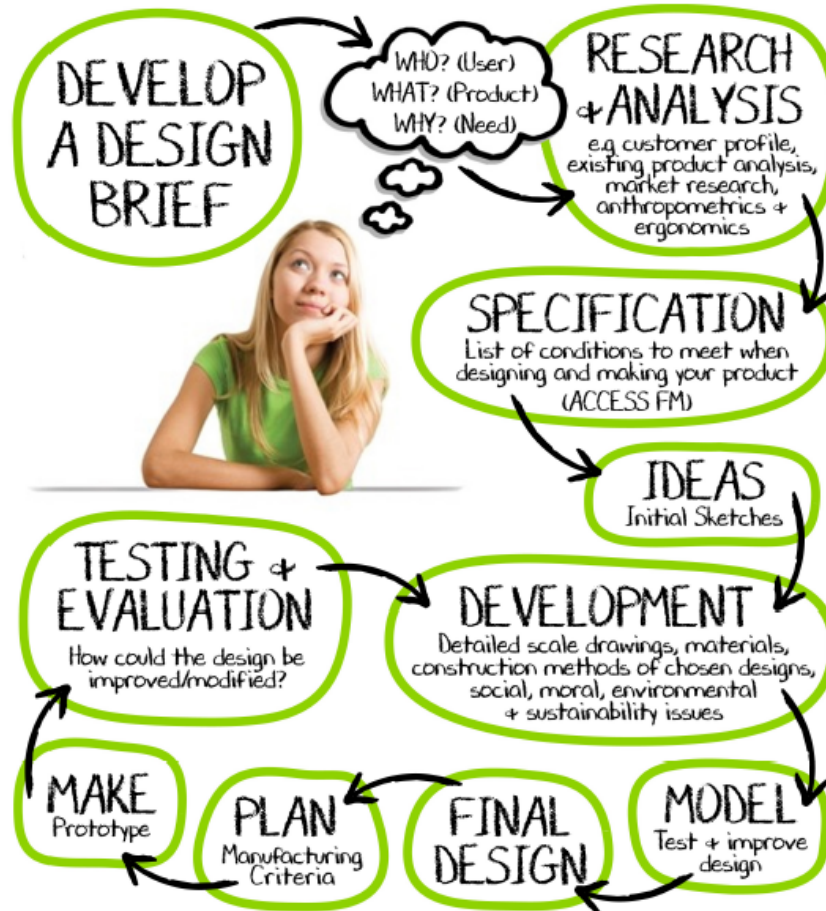 DEVELOP
A DESIGN
BRIEF
WHO? (User)
WHAT? (Product)
WHY? (Need)
RESEARCH
+ ANALYSIS
e.g customer profile,
existing product analysis,
market research,
anthropometrics +
ergonomics
SPECIFICATION
List of conditions to meet when
designing and making your product
(ACCESS FM)
IDEAS
Initial Sketches
DEVELOPMENT
Detailed scale drawings, materials,
construction methods of chosen designs,
social, moral, environmental
+ sustainability issues
MODEL
Test + improve
design
FINAL
DESIGN
PLAN
Manufacturing
Criteria
MAKE
Prototype
TESTING +
EVALUATION
How could the design be
improved/modified?